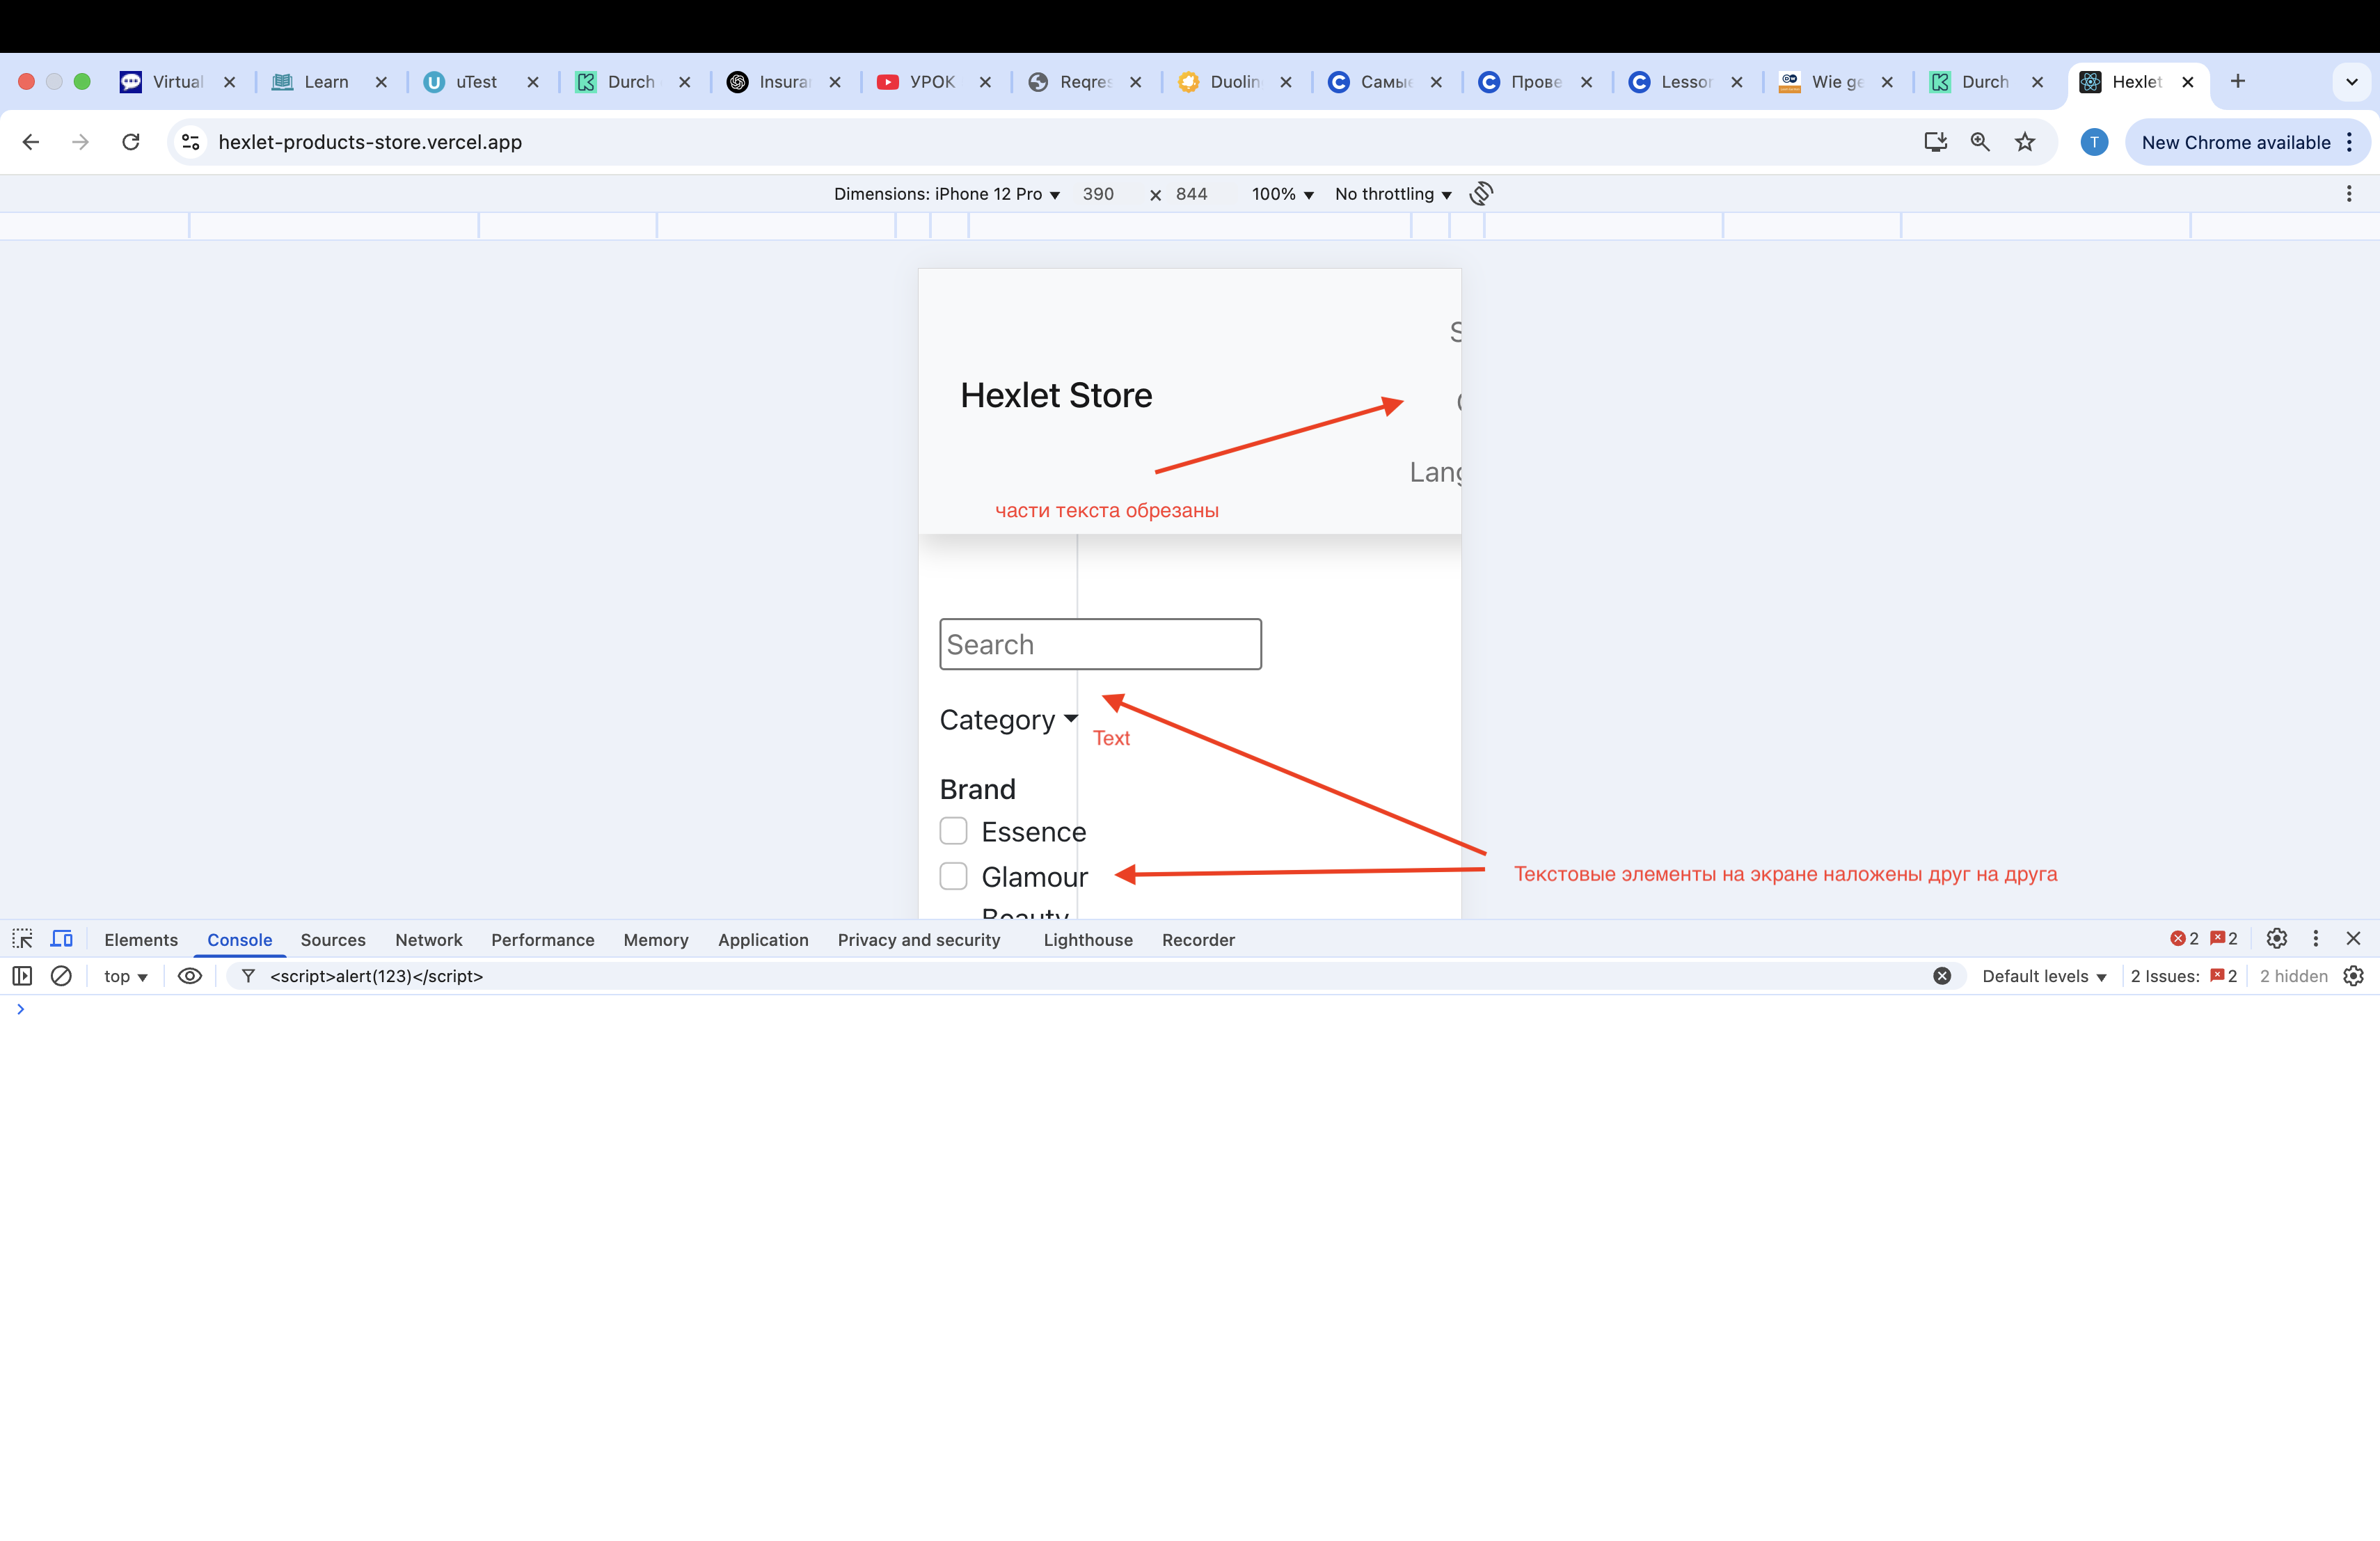 Virtual
Learn
uTest
Durch
Insurar
УРОК
Reqres
Duolin
Самые
Прове
Lesson
Wie ge
Durch
Hexlet
hexlet-products-store.vercel.app
T
New Chrome available
Dimensions: iPhone 12 Pro
390
844
100%
No throttling
S
Hexlet Store
Lang
части текста обрезаны
Search
Category
Text
Brand
Essence
Glamour
Текстовые элементы на экране наложены друг на друга
Beauty
Elements
Console
Sources
Network
Performance
Memory
Application
Privacy and security
Lighthouse
Recorder
2
2
top
<script>alert(123)</script>
Default levels
2 Issues:
2
2 hidden